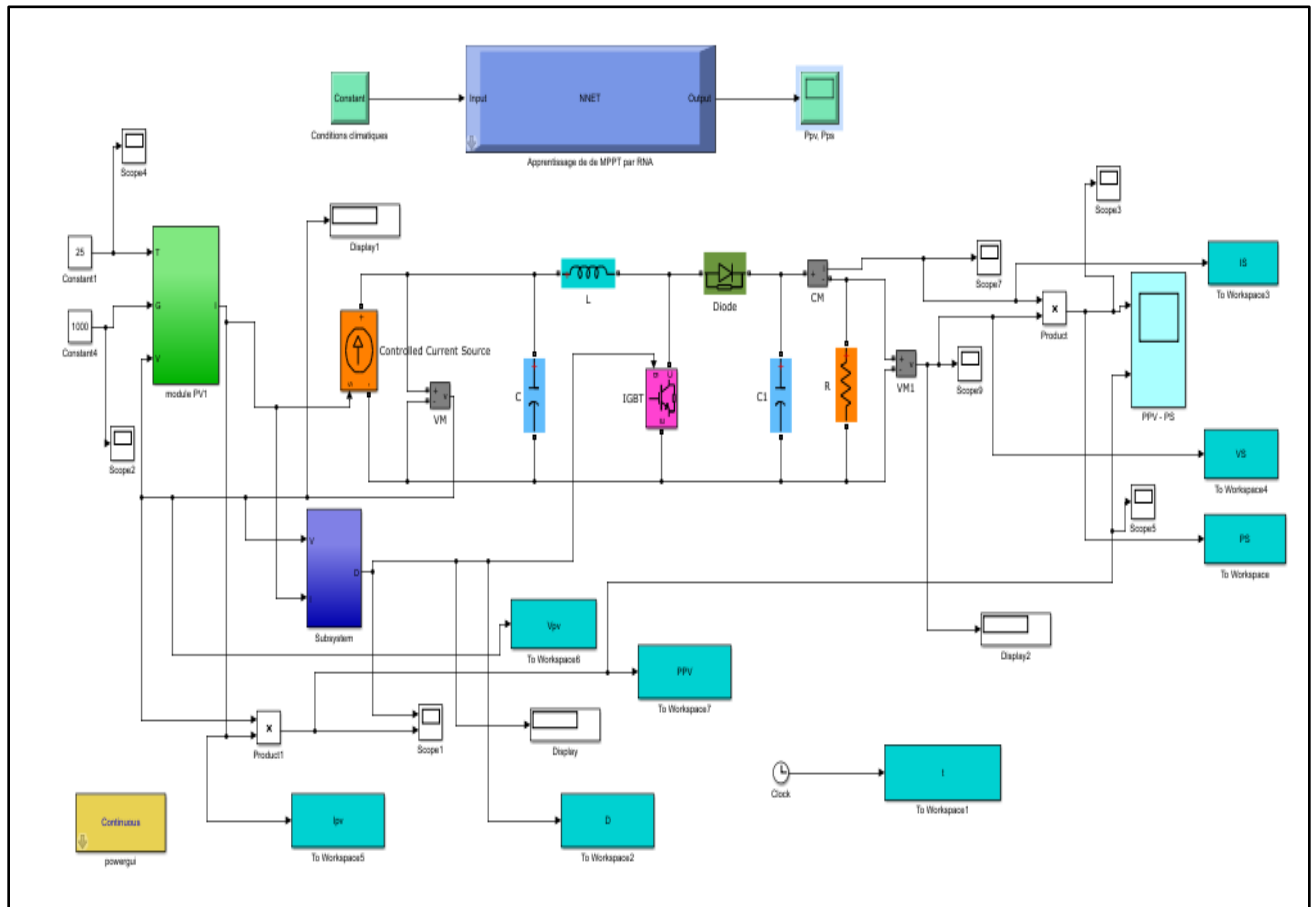 Constant
Conditions climatiques
Input
NNET
Output
Apprentissage de de MPPT par RNA
Ppv, Pps
Scope4
25
Constant1
1000
Constant4
Scope2
T
G
V
I
module PV1
Display1
Controlled Current Source
+
S
-
VM
+
-
v
C
L
IGBT
g
C
E
Diode
C1
CM
+
-
i
R
VM1
+
-
v
Scope7
Scope9
Scope3
×
Product
PPV - PS
IS
To Workspace3
VS
To Workspace4
Scope5
PS
To Workspace
V
I
D
Subsystem
Vpv
To Workspace6
PPV
To Workspace7
Display2
×
Product1
Scope1
Display
Clock
To Workspace1
Continuous
powergui
Ipv
To Workspace5
D
To Workspace2